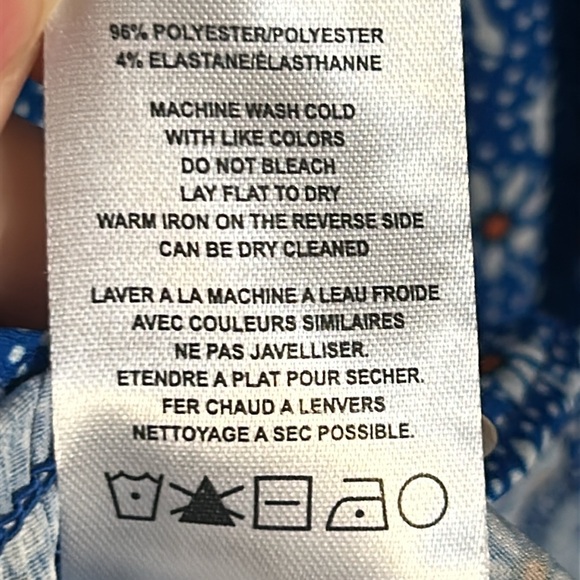 96% POLYESTER/POLYESTER
4% ELASTANE/ÉLASTHANNE
MACHINE WASH COLD
WITH LIKE COLORS
DO NOT BLEACH
LAY FLAT TO DRY
WARM IRON ON THE REVERSE SIDE
CAN BE DRY CLEANED
LAVER A LA MACHINE A LEAU FROIDE
AVEC COULEURS SIMILAIRES
NE PAS JAVELLISER.
ETENDRE A PLAT POUR SECHER.
FER CHAUD A LENVERS
NETTOYAGE A SEC POSSIBLE.